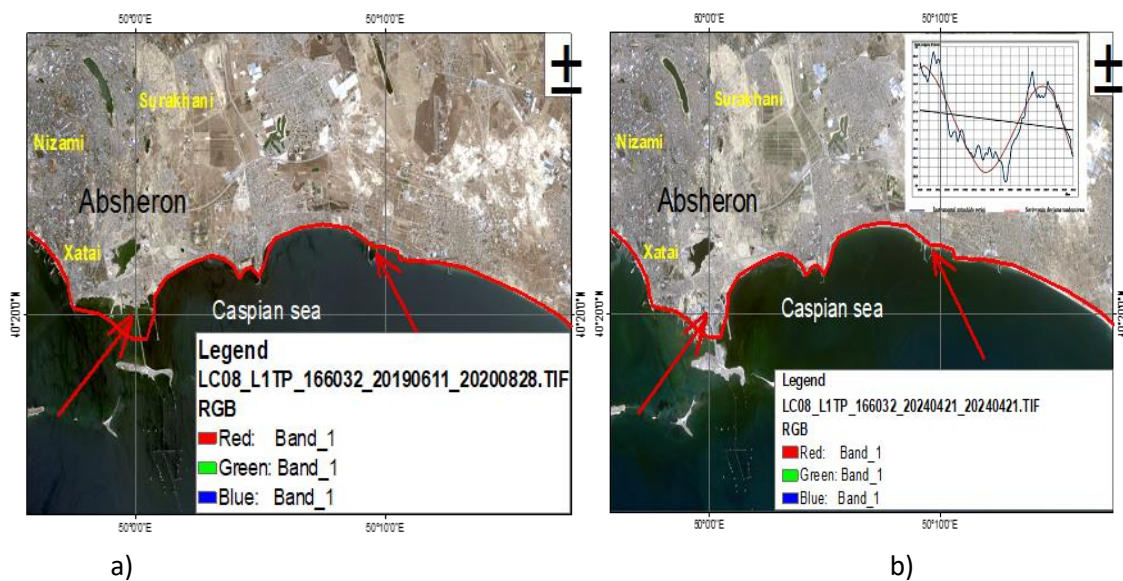 50°0'0"E
50°10'0"E
Surakhani
Nizami
Absheron
Xatai
Caspian sea
40°20'0"N
Legend
LC08_L1TP_166032_20190611_20200828.TIF
RGB
Red: Band_1
Green: Band_1
Blue: Band_1
50°0'0"E
50°10'0"E
a)
50°0'0"E
50°10'0"E
Surakhani
Nizami
Absheron
Xatai
Caspian sea
40°20'0"N
40°20'0"N
Legend
LC08_L1TP_166032_20240421_20240421.TIF
RGB
Red: Band_1
Green: Band_1
Blue: Band_1
50°0'0"E
50°10'0"E
b)